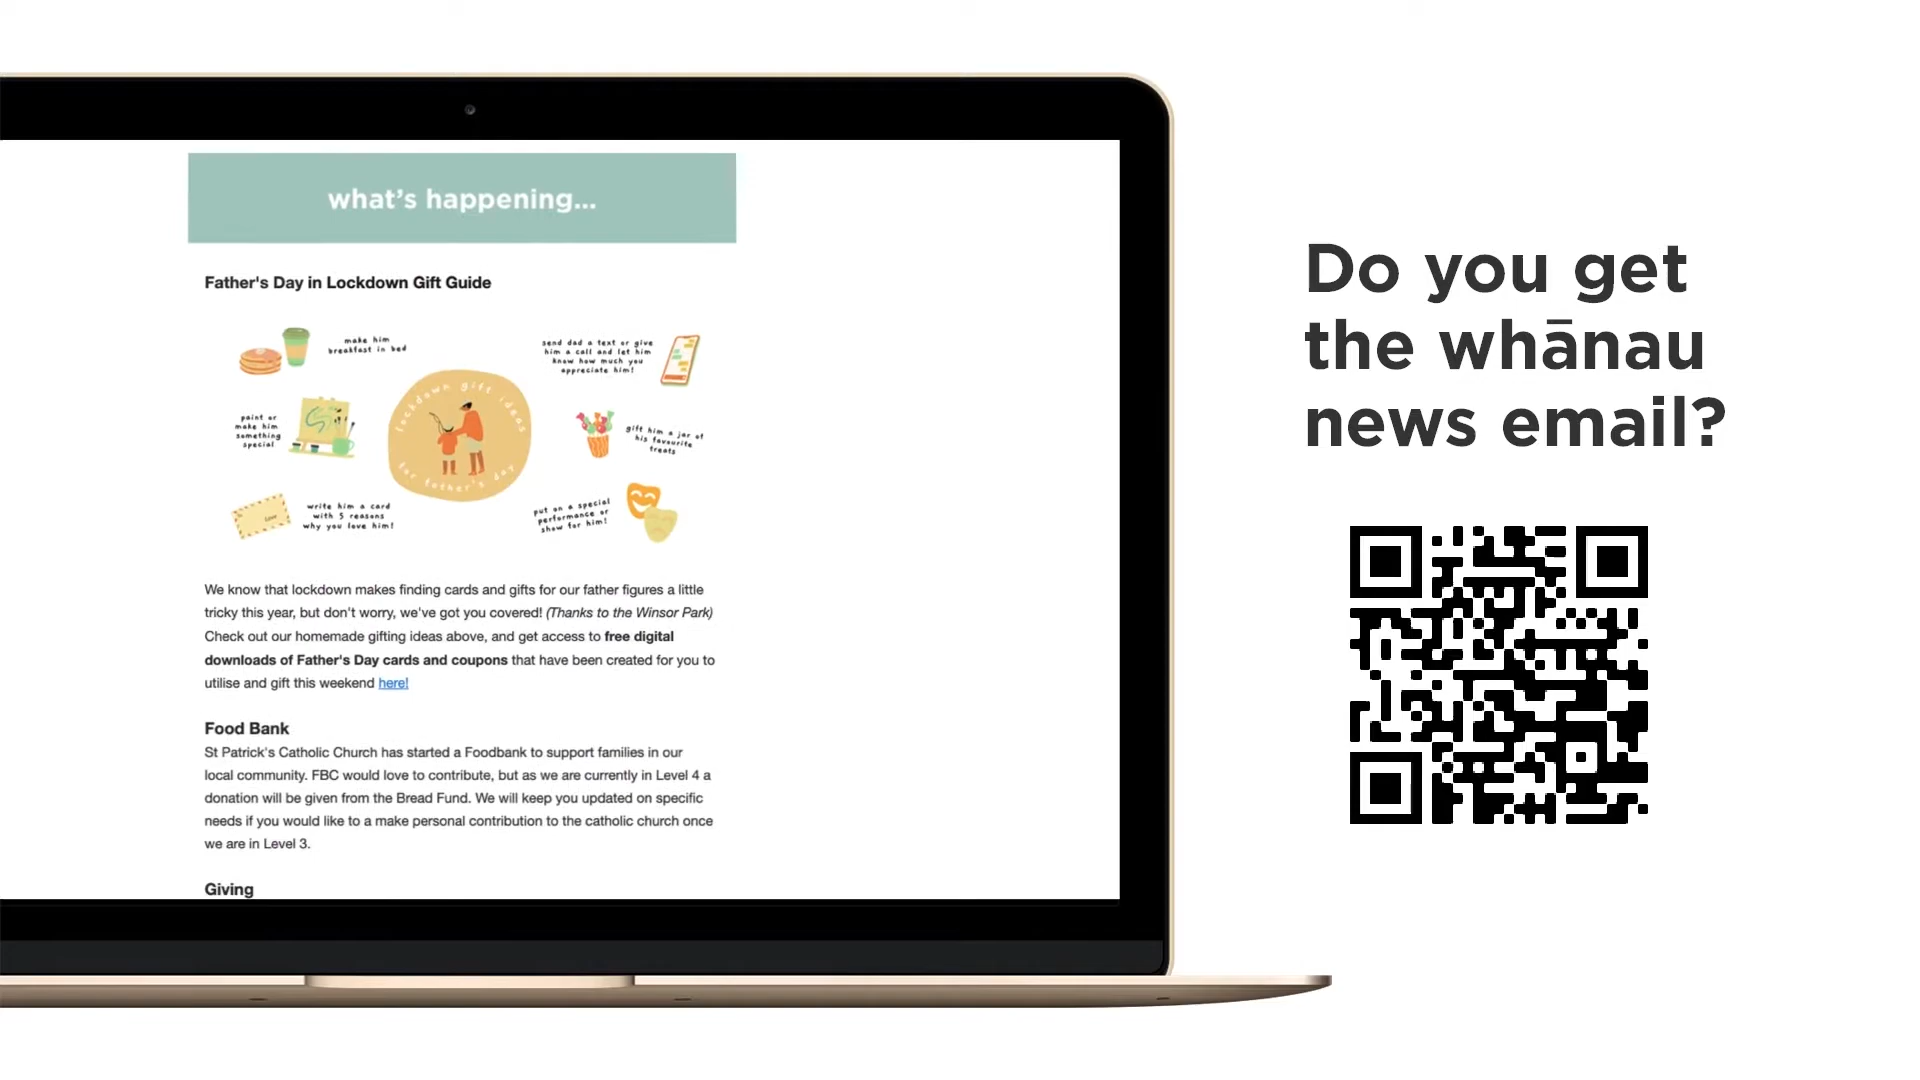 what's happening...
Father's Day in Lockdown Gift Guide
make him
breakfast in bed
send dad a text or give
him a call and let him
know how much you
appreciate him!
paint or
make him
something
special
lockdown gift ideas
for father's day
gift him a jar of
his favourite
treats
Love
write him a card
with 5 reasons
why you love him!
put on a special
performance or
show for him!
We know that lockdown makes finding cards and gifts for our father figures a little
tricky this year, but don't worry, we've got you covered! (Thanks to the Winsor Park)
Check out our homemade gifting ideas above, and get access to free digital
downloads of Father's Day cards and coupons that have been created for you to
utilise and gift this weekend here!
Food Bank
St Patrick's Catholic Church has started a Foodbank to support families in our
local community. FBC would love to contribute, but as we are currently in Level 4 a
donation will be given from the Bread Fund. We will keep you updated on specific
needs if you would like to a make personal contribution to the catholic church once
we are in Level 3.
Giving
Do you get
the whānau
news email?